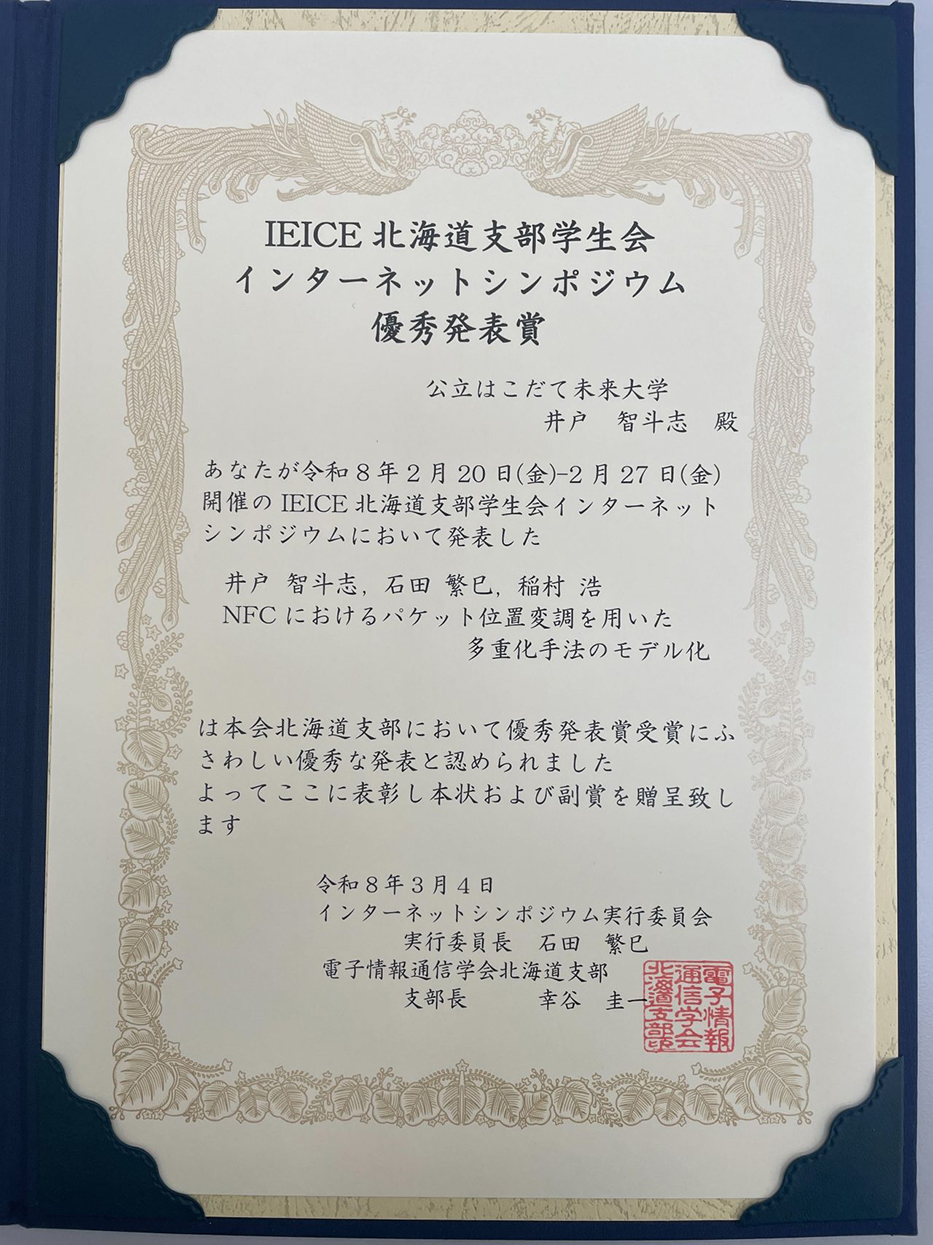 IEICE 北海道支部学生会
インターネットシンポジウム
優秀発表賞
公立はこだて未来大学
井戸 智斗志 殿
あなたが令和8年2月20日(金)-2月27日(金)
開催のIEICE北海道支部学生会インターネット
シンポジウムにおいて発表した
井戸 智斗志, 石田 繁巳, 稲村 浩
NFCにおけるパケット位置変調を用いた
多重化手法のモデル化
は本会北海道支部において優秀発表賞受賞にふ
さわしい優秀な発表と認められました
よってここに表彰し本状および副賞を贈呈致し
ます
令和8年3月4日
インターネットシンポジウム実行委員会
実行委員長 石田 繁巳
電子情報通信学会北海道支部
支部長 幸谷 圭一
電子情報
通信学会
北海道支部